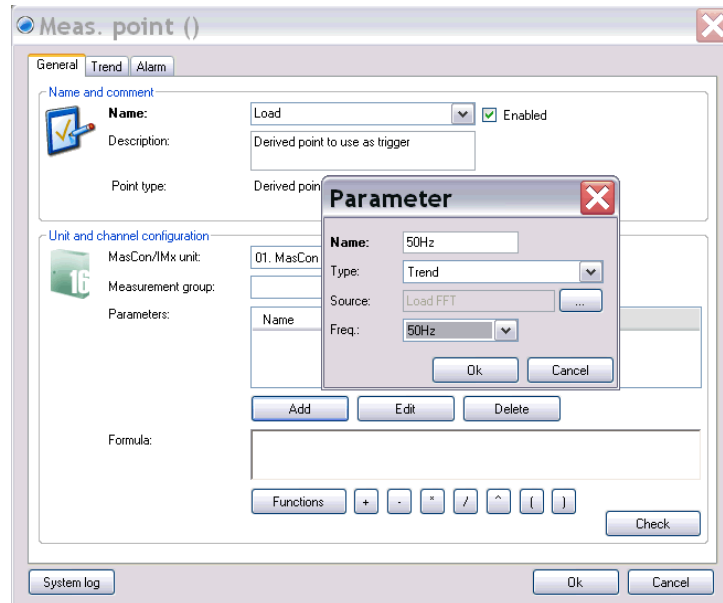 Meas. point ()
General Trend Alarm
Name and comment
Name: Load Enabled
Description: Derived point to use as trigger
Point type: Derived poin
Parameter
Name: 50Hz
Type: Trend
Source: Load FFT ...
Freq.: 50Hz
Ok Cancel
Unit and channel configuration
MasCon/IMx unit: 01. MasCon
16
Measurement group:
Parameters: Name
Add Edit Delete
Formula:
Functions + - * / ^ ( )
Check
System log Ok Cancel